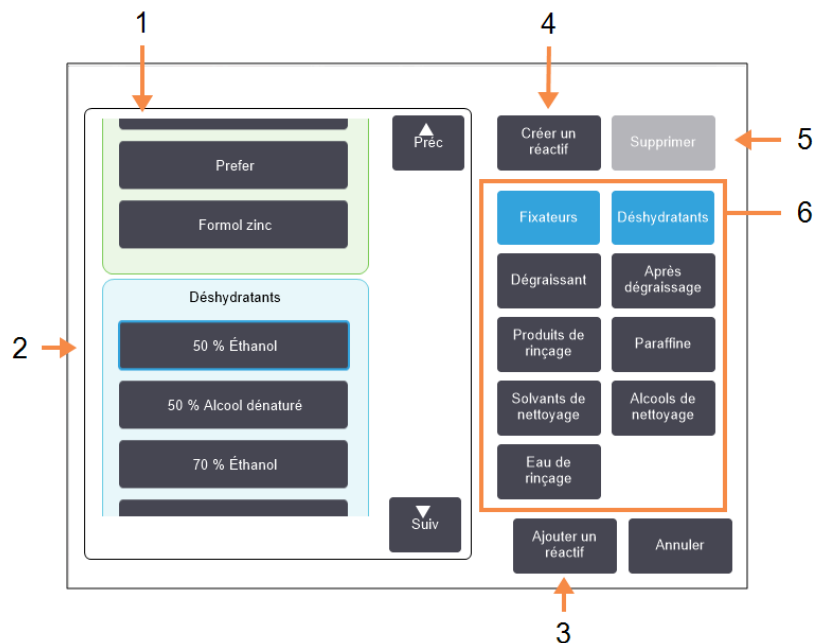 1
4
Préc
Créer un
réactif
Supprimer
5
Prefer
Formol zinc
6
Fixateurs
Déshydratants
Dégraissant
Après
dégraissage
Déshydratants
2
50 % Éthanol
Produits de
rinçage
Paraffine
50 % Alcool dénaturé
Solvants de
nettoyage
Alcools de
nettoyage
70 % Éthanol
Eau de
rinçage
Suiv
Ajouter un
réactif
Annuler
3